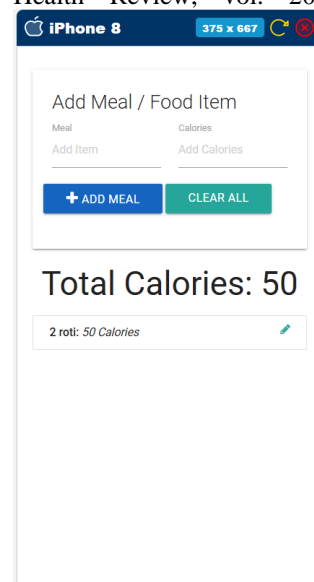 Health Review, vol. 20
iPhone 8 375 x 667
Add Meal / Food Item
Meal Calories
Add Item Add Calories
ADD MEAL CLEAR ALL
Total Calories: 50
2 roti: 50 Calories